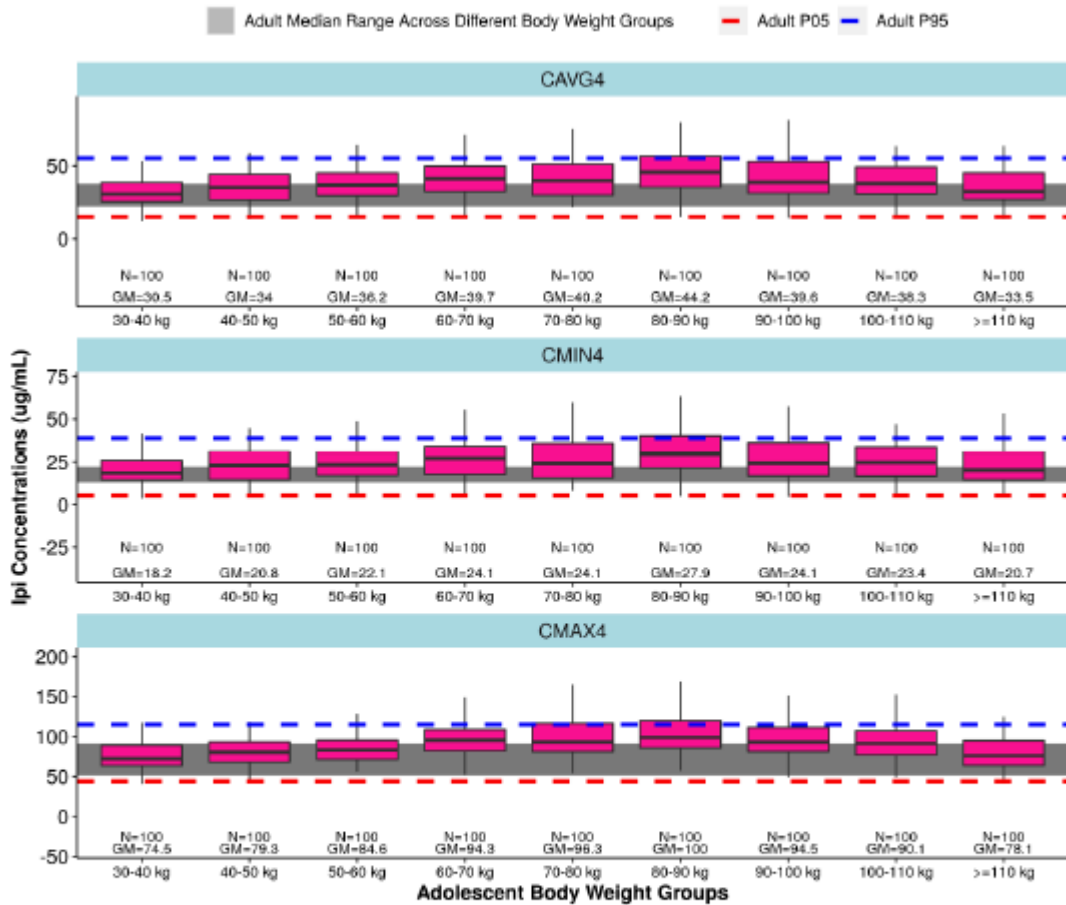 Adult Median Range Across Different Body Weight Groups Adult P05 Adult P95
CAVG4
50
0
N=100 N=100 N=100 N=100 N=100 N=100 N=100 N=100 N=100
GM=30.5 GM=34 GM=36.2 GM=39.7 GM=40.2 GM=44.2 GM=39.6 GM=38.3 GM=33.5
30-40 kg 40-50 kg 50-60 kg 60-70 kg 70-80 kg 80-90 kg 90-100 kg 100-110 kg >=110 kg
Ipi Concentrations (ug/mL)
CMIN4
75
50
25
0
-25
N=100 N=100 N=100 N=100 N=100 N=100 N=100 N=100 N=100
GM=18.2 GM=20.8 GM=22.1 GM=24.1 GM=24.1 GM=27.9 GM=24.1 GM=23.4 GM=20.7
30-40 kg 40-50 kg 50-60 kg 60-70 kg 70-80 kg 80-90 kg 90-100 kg 100-110 kg >=110 kg
CMAX4
200
150
100
50
0
N=100 N=100 N=100 N=100 N=100 N=100 N=100 N=100 N=100
GM=74.5 GM=79.3 GM=84.6 GM=94.3 GM=96.3 GM=100 GM=94.5 GM=90.1 GM=78.1
-50
30-40 kg 40-50 kg 50-60 kg 60-70 kg 70-80 kg 80-90 kg 90-100 kg 100-110 kg >=110 kg
Adolescent Body Weight Groups